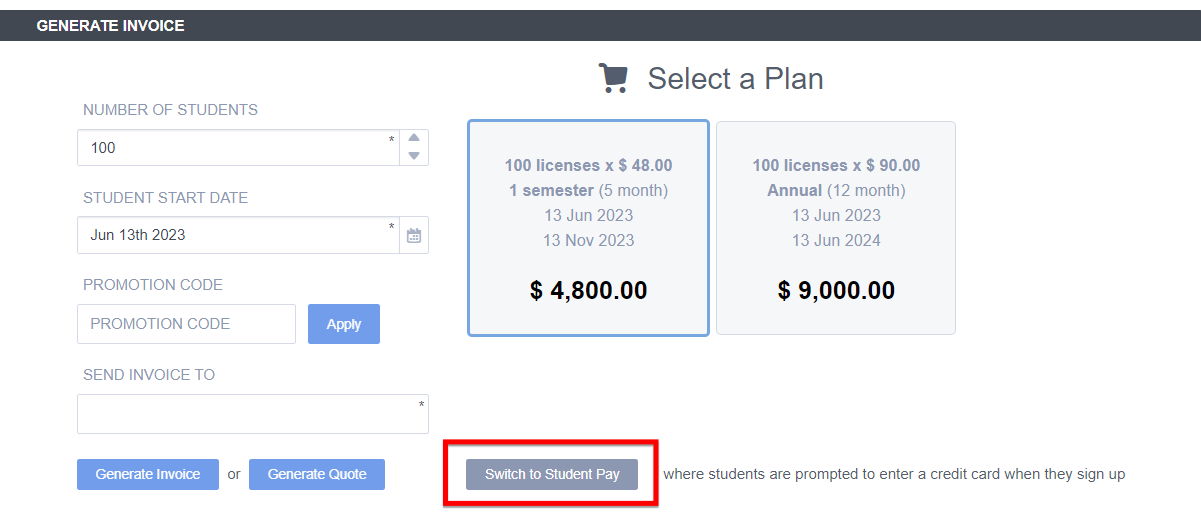 GENERATE INVOICE
Select a Plan
NUMBER OF STUDENTS
100 *
STUDENT START DATE
Jun 13th 2023 *
PROMOTION CODE
PROMOTION CODE Apply
SEND INVOICE TO
*
100 licenses x $ 48.00
1 semester (5 month)
13 Jun 2023
13 Nov 2023
$ 4,800.00
100 licenses x $ 90.00
Annual (12 month)
13 Jun 2023
13 Jun 2024
$ 9,000.00
Generate Invoice or Generate Quote Switch to Student Pay where students are prompted to enter a credit card when they sign up